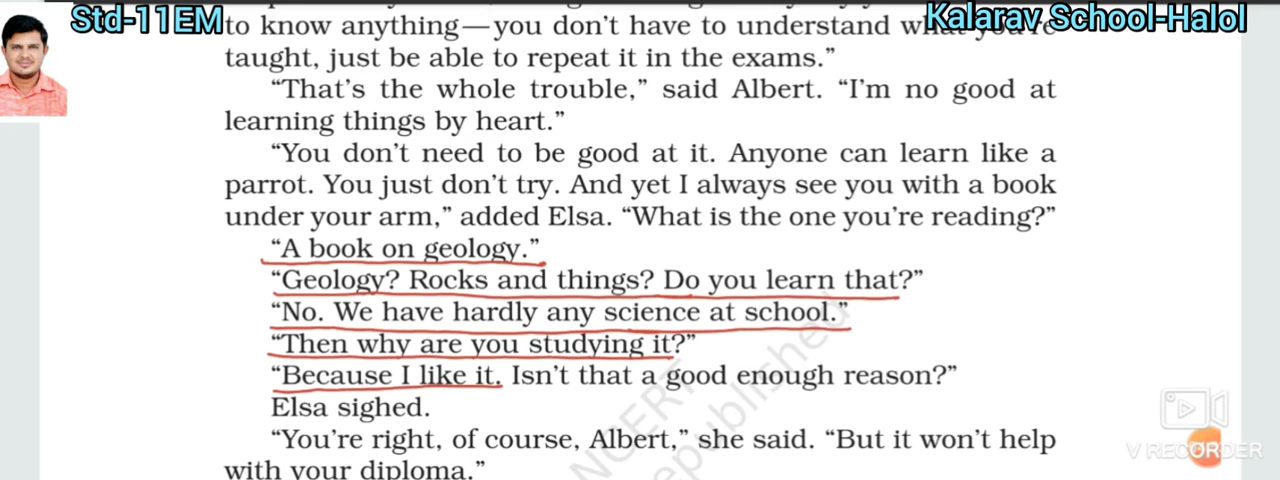 Std-11EM
Kalarav School-Halol
to know anything—you don't have to understand what you're
taught, just be able to repeat it in the exams."
"That's the whole trouble," said Albert. "I'm no good at
learning things by heart."
"You don't need to be good at it. Anyone can learn like a
parrot. You just don't try. And yet I always see you with a book
under your arm," added Elsa. "What is the one you're reading?"
"A book on geology."
"Geology? Rocks and things? Do you learn that?"
"No. We have hardly any science at school."
"Then why are you studying it?"
"Because I like it. Isn't that a good enough reason?"
Elsa sighed.
"You're right, of course, Albert," she said. "But it won't help
with your diploma."
NCERT
republished
V RECORDER